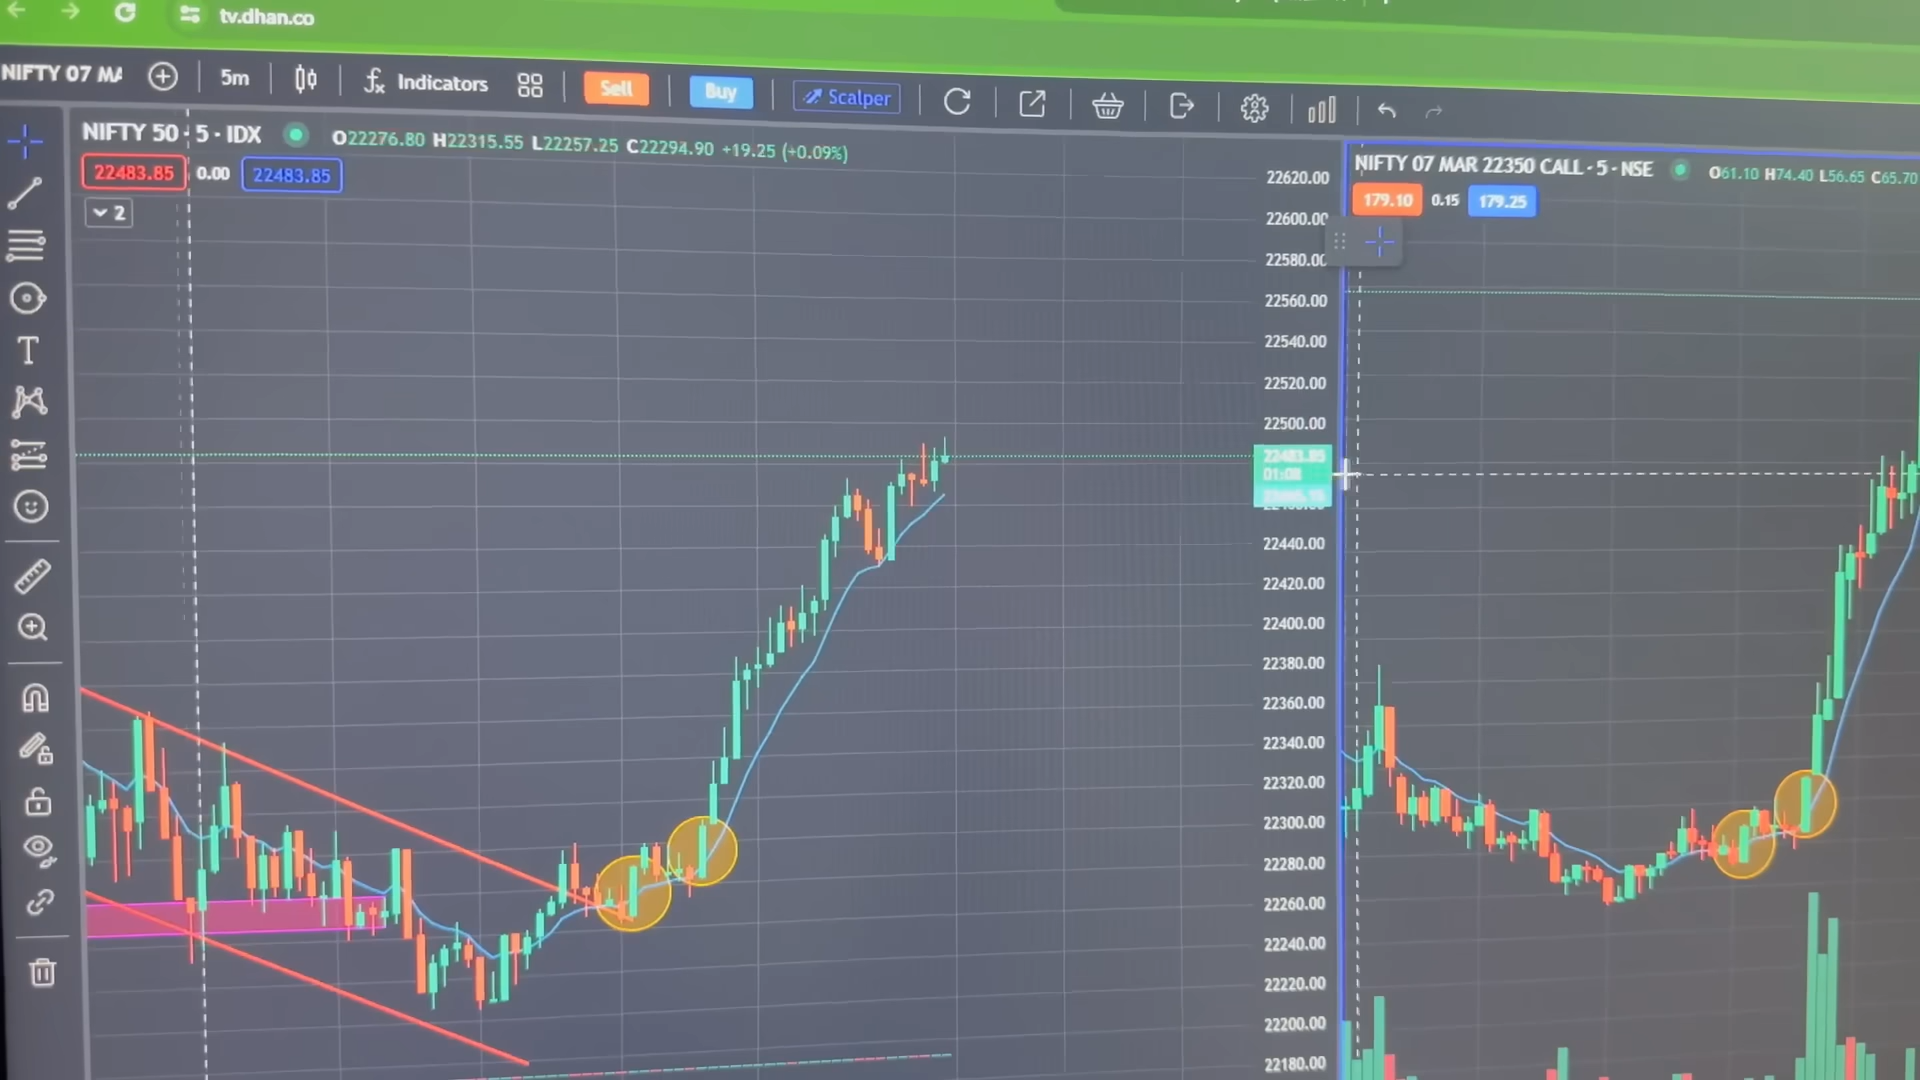 tv.dhan.co
NIFTY 07 MA
5m
Indicators
Sell
Buy
Scalper
NIFTY 50 · 5 · IDX
O22276.80 H22315.55 L22257.25 C22294.90 +19.25 (+0.09%)
22483.85
0.00
22483.85
2
T
22620.00
22600.00
22580.00
22560.00
22540.00
22520.00
22500.00
22483.85
01:08
22440.00
22420.00
22400.00
22380.00
22360.00
22340.00
22320.00
22300.00
22280.00
22260.00
22240.00
22220.00
22200.00
22180.00
NIFTY 07 MAR 22350 CALL · 5 · NSE
O61.10 H74.40 L56.65 C65.70
179.10
0.15
179.25